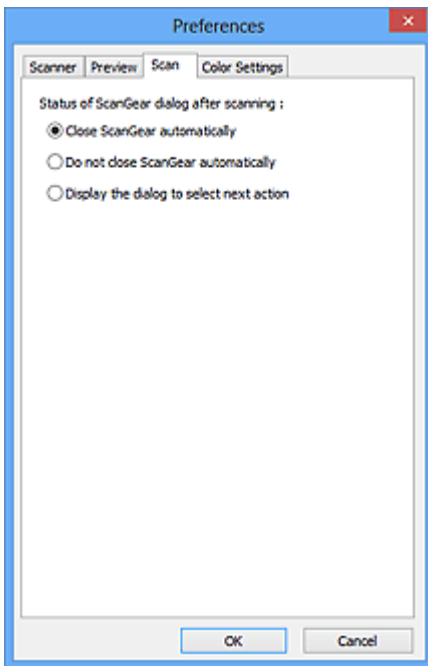 Preferences
Scanner Preview Scan Color Settings
Status of ScanGear dialog after scanning :
Close ScanGear automatically
Do not close ScanGear automatically
Display the dialog to select next action
OK Cancel